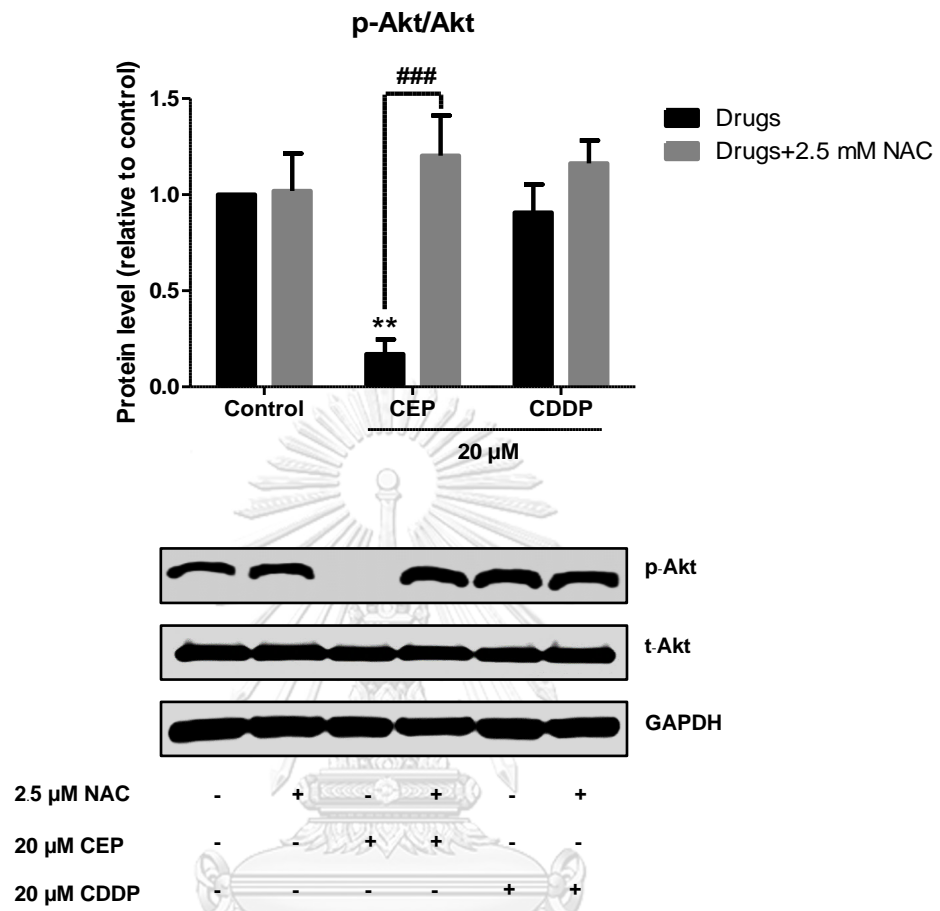 p-Akt/Akt
###
Protein level (relative to control)
1.5
1.0
0.5
0.0
**
Control CEP CDDP
20 µM
Drugs
Drugs+2.5 mM NAC
p-Akt
t-Akt
GAPDH
2.5 µM NAC - + - + - +
20 µM CEP - - + + - -
20 µM CDDP - - - - + +